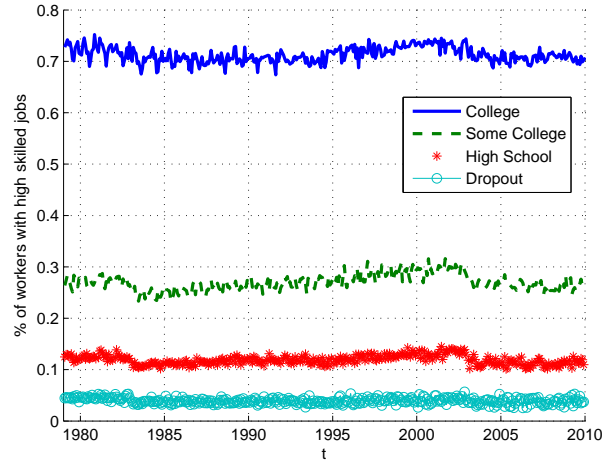 % of workers with high skilled jobs
0.8
0.7
0.6
0.5
0.4
0.3
0.2
0.1
0
College
Some College
High School
Dropout
1980 1985 1990 1995 2000 2005 2010
t